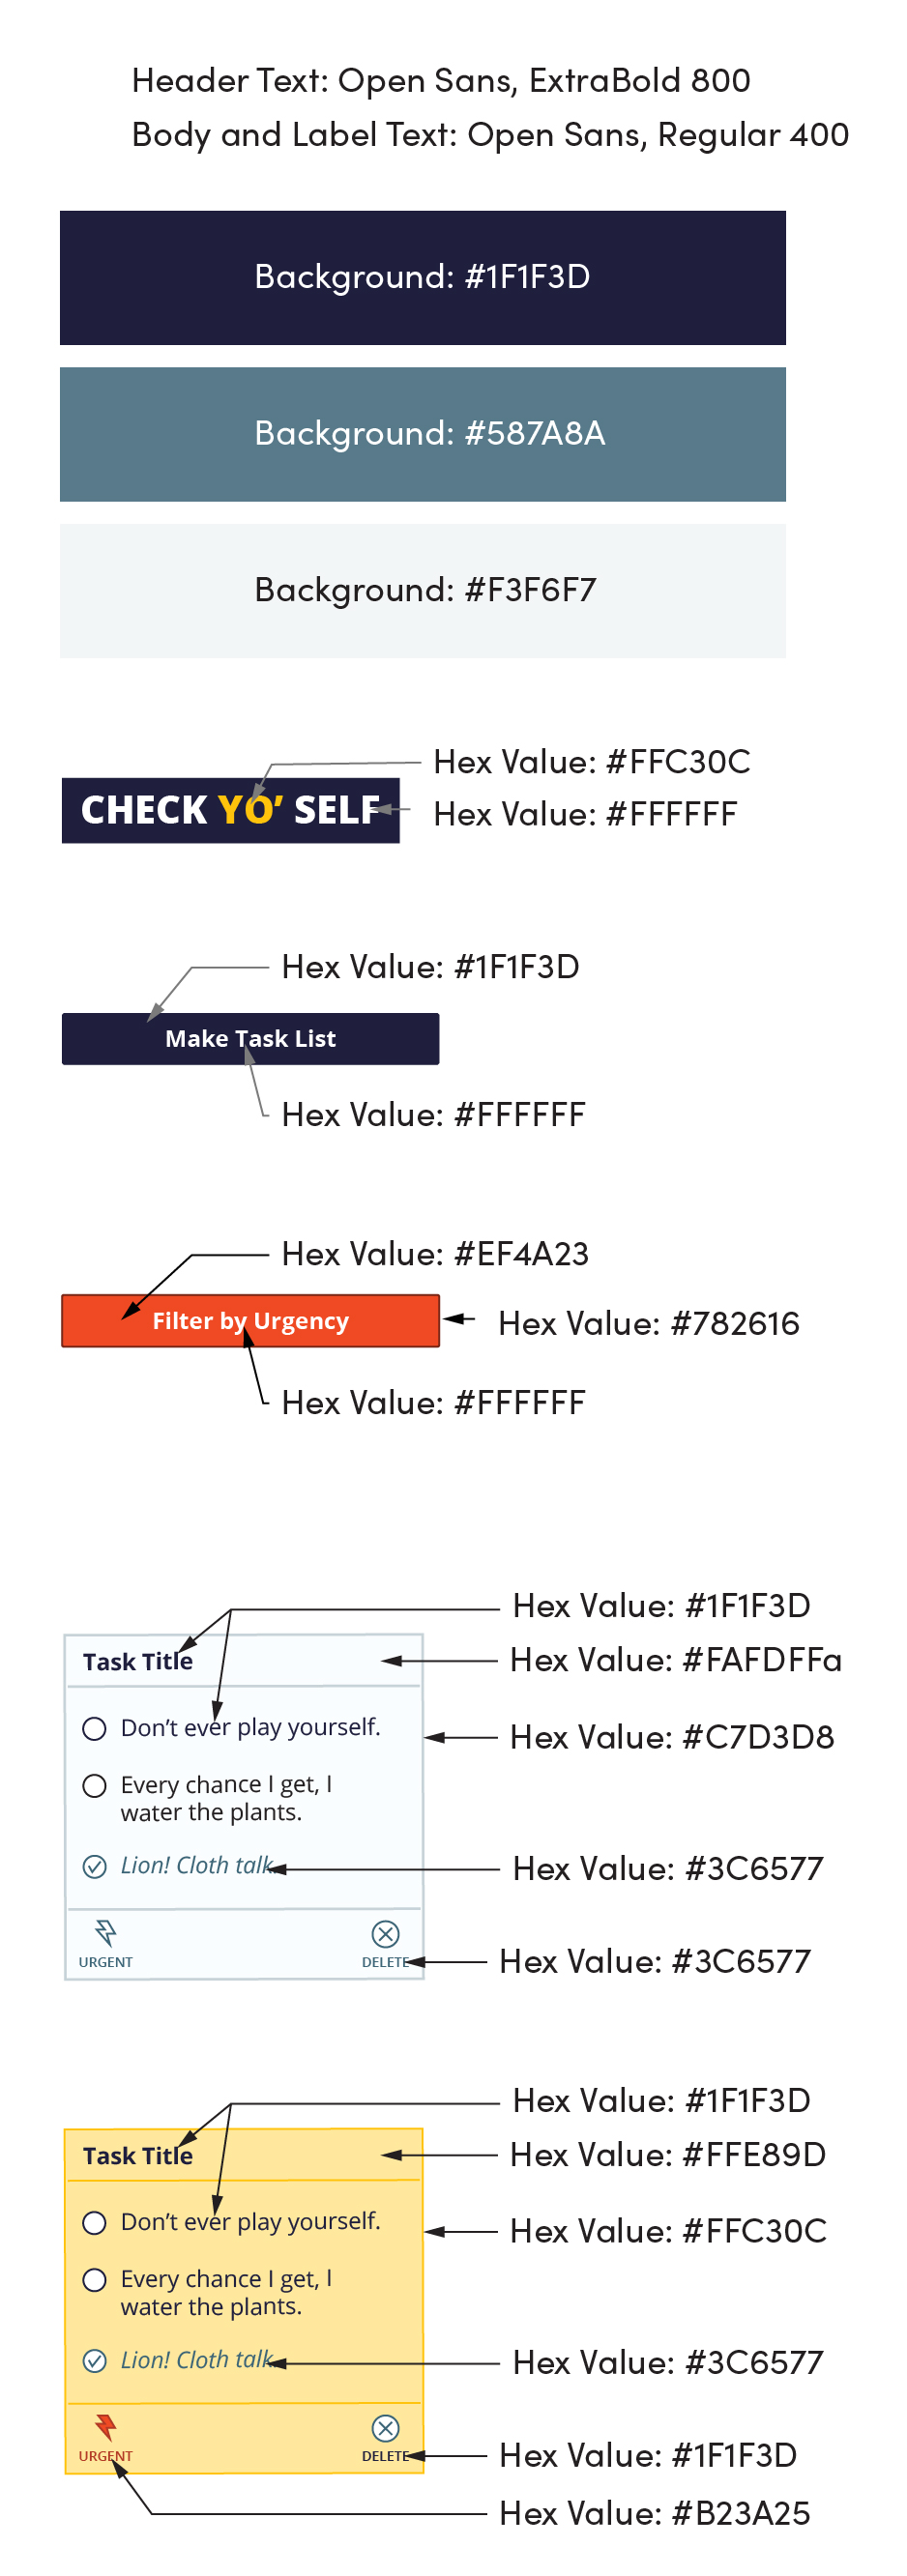 Header Text: Open Sans, ExtraBold 800
Body and Label Text: Open Sans, Regular 400
Background: #1F1F3D
Background: #587A8A
Background: #F3F6F7
Hex Value: #FFC30C
CHECK YO’ SELF
Hex Value: #FFFFFF
Hex Value: #1F1F3D
Make Task List
Hex Value: #FFFFFF
Hex Value: #EF4A23
Filter by Urgency
Hex Value: #782616
Hex Value: #FFFFFF
Hex Value: #1F1F3D
Task Title
Hex Value: #FAFDFFa
Don’t ever play yourself.
Hex Value: #C7D3D8
Every chance I get, I
water the plants.
Lion! Cloth talk.
Hex Value: #3C6577
URGENT
DELETE
Hex Value: #3C6577
Hex Value: #1F1F3D
Task Title
Hex Value: #FFE89D
Don’t ever play yourself.
Hex Value: #FFC30C
Every chance I get, I
water the plants.
Lion! Cloth talk.
Hex Value: #3C6577
URGENT
DELETE
Hex Value: #1F1F3D
Hex Value: #B23A25